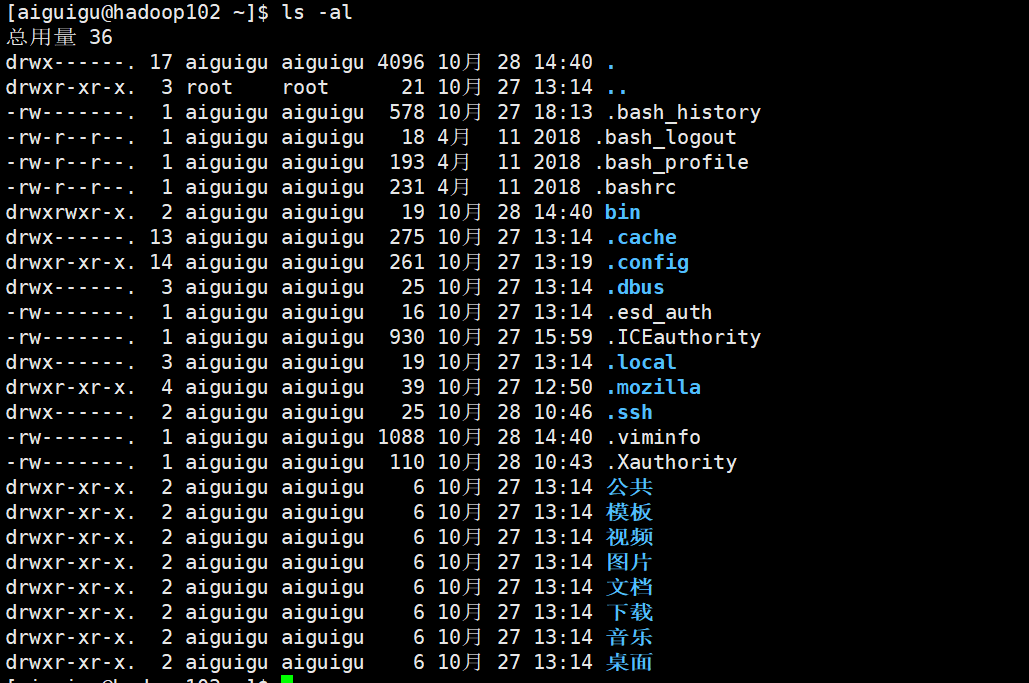 [aiguigu@hadoop102 ~]$ ls -al
总用量 36
drwx------. 17 aiguigu aiguigu 4096 10月 28 14:40 .
drwxr-xr-x.  3 root    root      21 10月 27 13:14 ..
-rw-------.  1 aiguigu aiguigu  578 10月 27 18:13 .bash_history
-rw-r--r--.  1 aiguigu aiguigu   18 4月  11 2018 .bash_logout
-rw-r--r--.  1 aiguigu aiguigu  193 4月  11 2018 .bash_profile
-rw-r--r--.  1 aiguigu aiguigu  231 4月  11 2018 .bashrc
drwxrwxr-x.  2 aiguigu aiguigu   19 10月 28 14:40 bin
drwx------. 13 aiguigu aiguigu  275 10月 27 13:14 .cache
drwxr-xr-x. 14 aiguigu aiguigu  261 10月 27 13:19 .config
drwx------.  3 aiguigu aiguigu   25 10月 27 13:14 .dbus
-rw-------.  1 aiguigu aiguigu   16 10月 27 13:14 .esd_auth
-rw-------.  1 aiguigu aiguigu  930 10月 27 15:59 .ICEauthority
drwx------.  3 aiguigu aiguigu   19 10月 27 13:14 .local
drwxr-xr-x.  4 aiguigu aiguigu   39 10月 27 12:50 .mozilla
drwx------.  2 aiguigu aiguigu   25 10月 28 10:46 .ssh
-rw-------.  1 aiguigu aiguigu 1088 10月 28 14:40 .viminfo
-rw-------.  1 aiguigu aiguigu  110 10月 28 10:43 .Xauthority
drwxr-xr-x.  2 aiguigu aiguigu    6 10月 27 13:14 公共
drwxr-xr-x.  2 aiguigu aiguigu    6 10月 27 13:14 模板
drwxr-xr-x.  2 aiguigu aiguigu    6 10月 27 13:14 视频
drwxr-xr-x.  2 aiguigu aiguigu    6 10月 27 13:14 图片
drwxr-xr-x.  2 aiguigu aiguigu    6 10月 27 13:14 文档
drwxr-xr-x.  2 aiguigu aiguigu    6 10月 27 13:14 下载
drwxr-xr-x.  2 aiguigu aiguigu    6 10月 27 13:14 音乐
drwxr-xr-x.  2 aiguigu aiguigu    6 10月 27 13:14 桌面